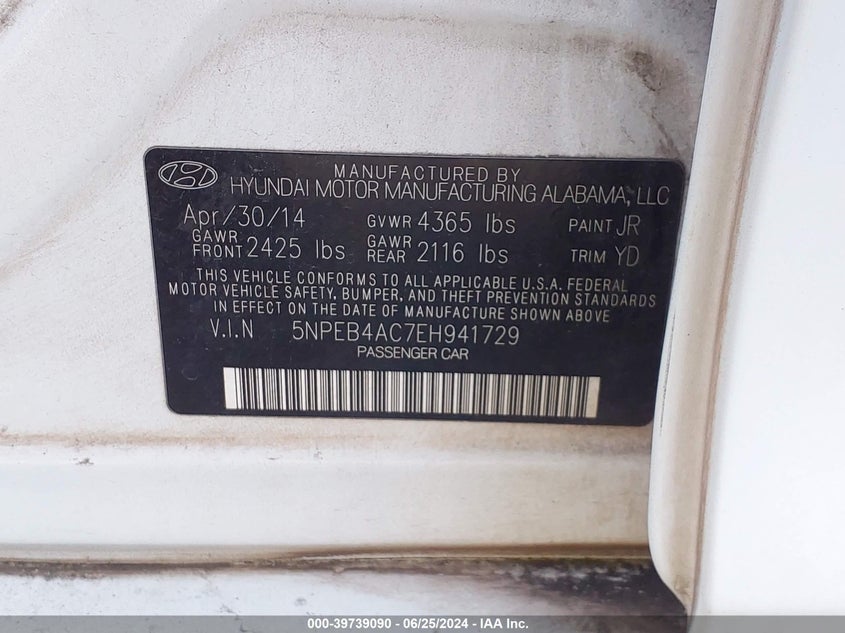 MANUFACTURED BY
HYUNDAI MOTOR MANUFACTURING ALABAMA, LLC
Apr/30/14 GVWR 4365 lbs PAINT JR
GAWR FRONT 2425 lbs GAWR REAR 2116 lbs TRIM YD
THIS VEHICLE CONFORMS TO ALL APPLICABLE U.S.A. FEDERAL
MOTOR VEHICLE SAFETY, BUMPER, AND THEFT PREVENTION STANDARDS
IN EFFECT ON THE DATE OF MANUFACTURE SHOWN ABOVE.
V.I.N 5NPEB4AC7EH941729
PASSENGER CAR
000-39739090 - 06/25/2024 - IAA Inc.